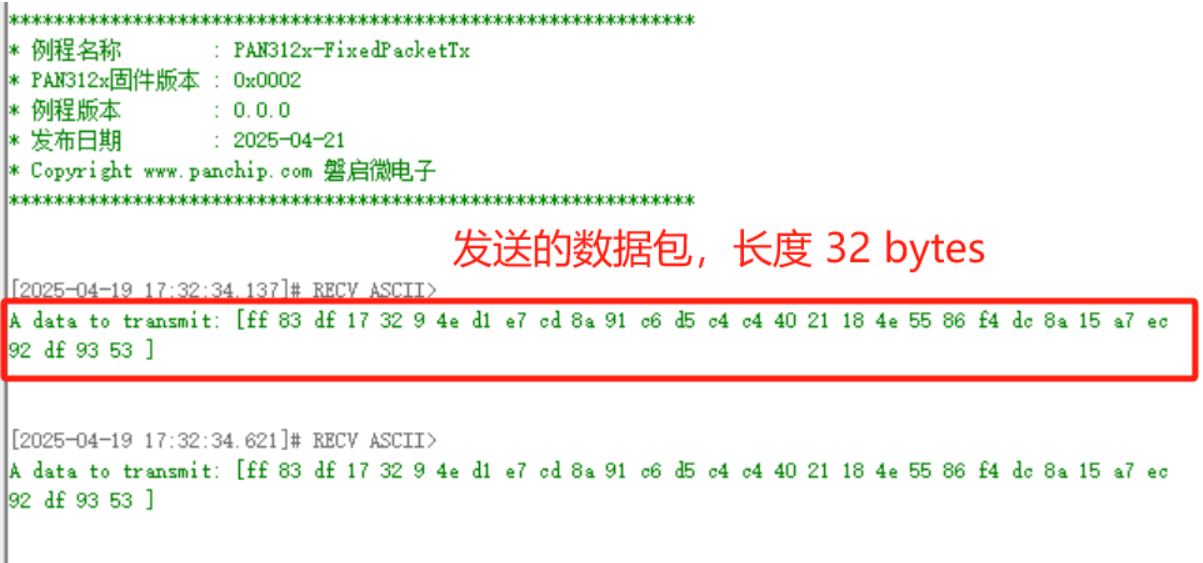 *************************************************************************
* 例程名称          : PAN312x-FixedPacketTx
* PAN312x固件版本 : 0x0002
* 例程版本          : 0.0.0
* 发布日期          : 2025-04-21
* Copyright www.panchip.com 磐启微电子
*************************************************************************
发送的数据包，长度 32 bytes
[2025-04-19 17:32:34.137]# RECV ASCII>
A data to transmit: [ff 83 df 17 32 9 4e d1 e7 cd 8a 91 c6 d5 c4 c4 40 21 18 4e 55 86 f4 dc 8a 15 a7 ec
92 df 93 53 ]
[2025-04-19 17:32:34.621]# RECV ASCII>
A data to transmit: [ff 83 df 17 32 9 4e d1 e7 cd 8a 91 c6 d5 c4 c4 40 21 18 4e 55 86 f4 dc 8a 15 a7 ec
92 df 93 53 ]